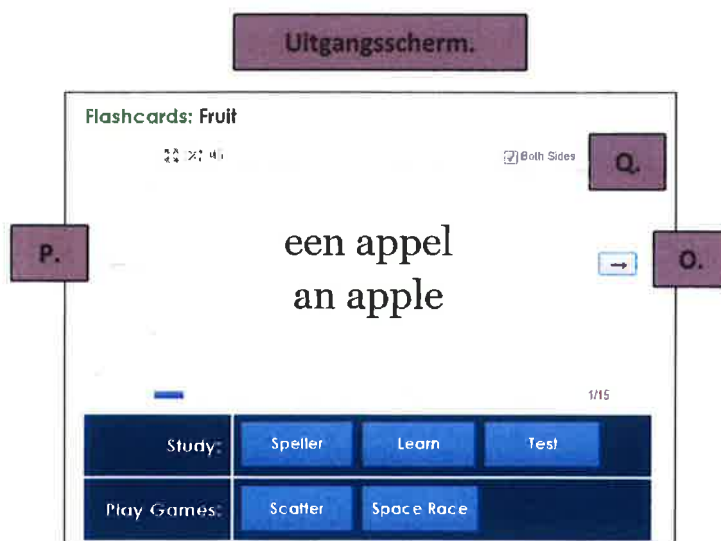 Uitgangsscherm.
Flashcards: Fruit
Both Sides
Q.
P.
een appel
an apple
→
O.
1/15
Study:
Speller
Learn
Test
Play Games:
Scatter
Space Race